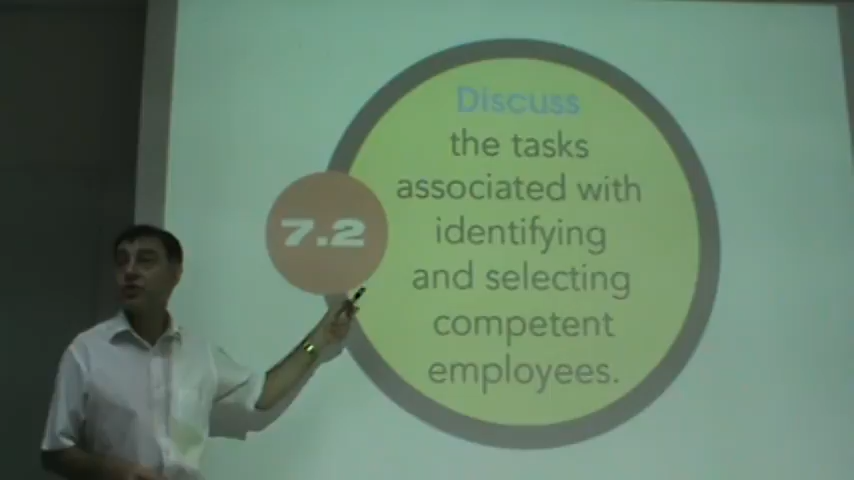 7.2
Discuss
the tasks
associated with
identifying
and selecting
competent
employees.